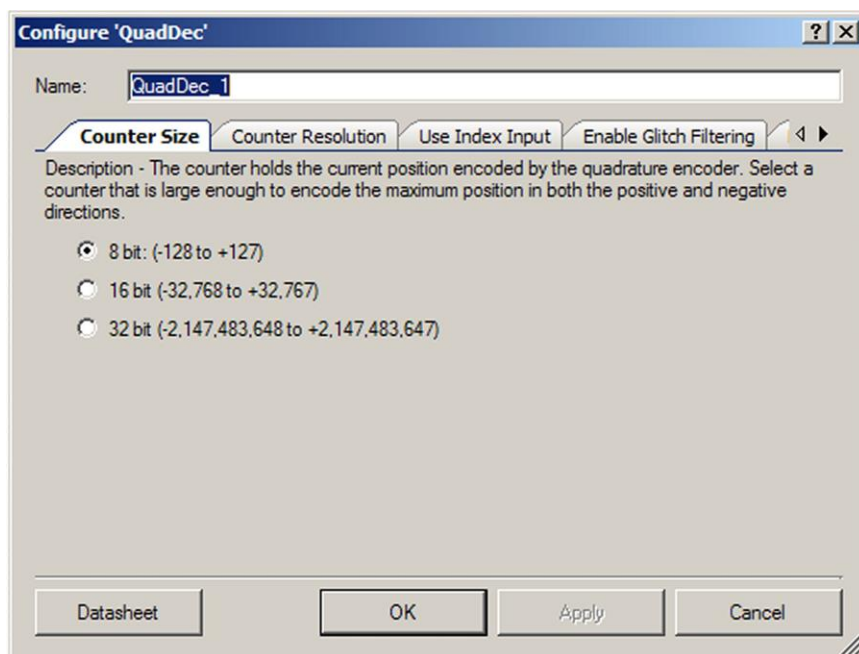 Configure 'QuadDec'
Name: QuadDec_1
Counter Size Counter Resolution Use Index Input Enable Glitch Filtering
Description - The counter holds the current position encoded by the quadrature encoder. Select a
counter that is large enough to encode the maximum position in both the positive and negative
directions.
8 bit: (-128 to +127)
16 bit (-32,768 to +32,767)
32 bit (-2,147,483,648 to +2,147,483,647)
Datasheet OK Apply Cancel